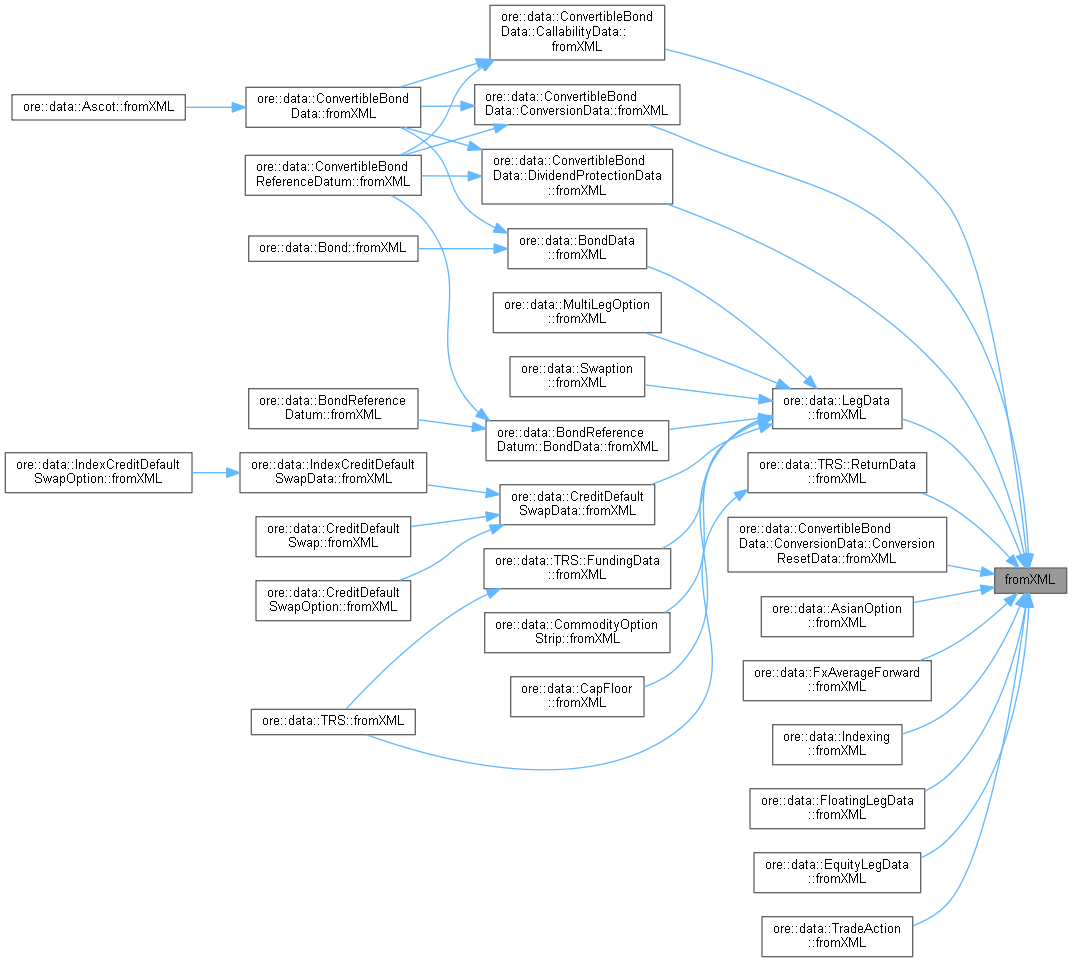 ore::data::ConvertibleBond
Data::CallabilityData::
fromXML
ore::data::Ascot::fromXML
ore::data::ConvertibleBond
Data::fromXML
ore::data::ConvertibleBond
Data::ConversionData::fromXML
ore::data::ConvertibleBond
ReferenceDatum::fromXML
ore::data::ConvertibleBond
Data::DividendProtectionData
::fromXML
ore::data::Bond::fromXML
ore::data::BondData
::fromXML
ore::data::MultiLegOption
::fromXML
ore::data::Swaption
::fromXML
ore::data::LegData
::fromXML
ore::data::BondReference
Datum::fromXML
ore::data::BondReference
Datum::BondData::fromXML
ore::data::IndexCreditDefault
SwapOption::fromXML
ore::data::IndexCreditDefault
SwapData::fromXML
ore::data::TRS::ReturnData
::fromXML
ore::data::CreditDefault
SwapData::fromXML
ore::data::CreditDefault
Swap::fromXML
ore::data::ConvertibleBond
Data::ConversionData::Conversion
ResetData::fromXML
ore::data::TRS::FundingData
::fromXML
fromXML
ore::data::CreditDefault
SwapOption::fromXML
ore::data::AsianOption
::fromXML
ore::data::CommodityOption
Strip::fromXML
ore::data::FxAverageForward
::fromXML
ore::data::CapFloor
::fromXML
ore::data::TRS::fromXML
ore::data::Indexing
::fromXML
ore::data::FloatingLegData
::fromXML
ore::data::EquityLegData
::fromXML
ore::data::TradeAction
::fromXML